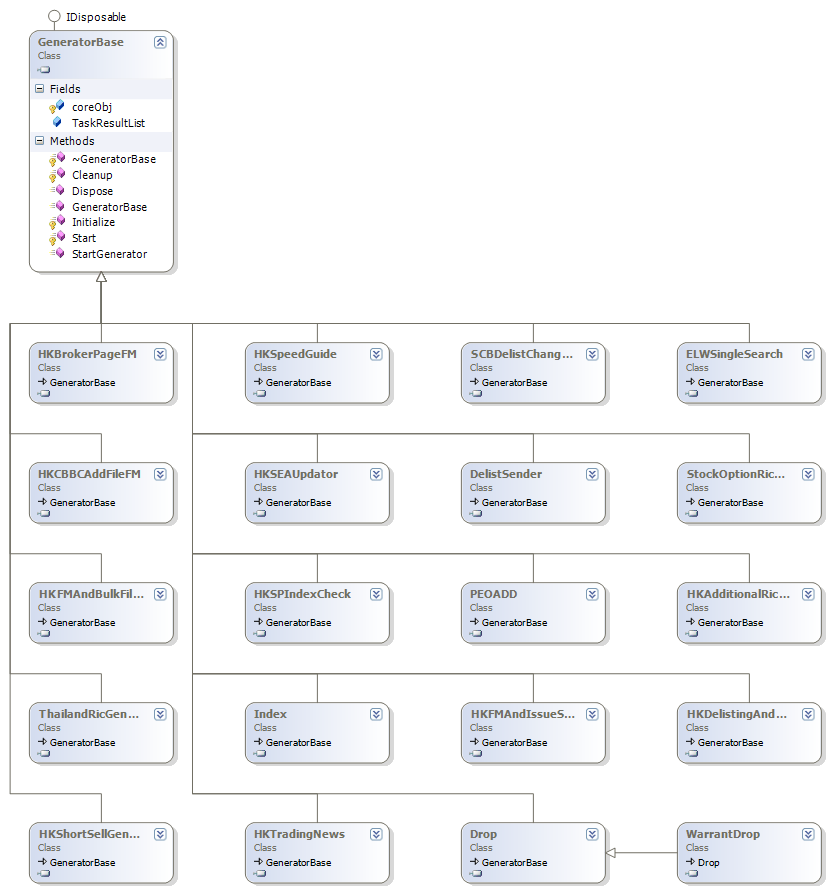 IDisposable
GeneratorBase
Class
Fields
coreObj
TaskResultList
Methods
~GeneratorBase
Cleanup
Dispose
GeneratorBase
Initialize
Start
StartGenerator
HKBrokerPageFM
Class
GeneratorBase
HKSpeedGuide
Class
GeneratorBase
SCBDelistChang...
Class
GeneratorBase
ELWSingleSearch
Class
GeneratorBase
HKCBBCAddFileFM
Class
GeneratorBase
HKSEAUpdator
Class
GeneratorBase
DelistSender
Class
GeneratorBase
StockOptionRic...
Class
GeneratorBase
HKFMAndBulkFil...
Class
GeneratorBase
HKSPIndexCheck
Class
GeneratorBase
PEOADD
Class
GeneratorBase
HKAdditionalRic...
Class
GeneratorBase
ThailandRicGen...
Class
GeneratorBase
Index
Class
GeneratorBase
HKFMAndIssueS...
Class
GeneratorBase
HKDelistingAnd...
Class
GeneratorBase
HKShortSellGen...
Class
GeneratorBase
HKTradingNews
Class
GeneratorBase
Drop
Class
GeneratorBase
WarrantDrop
Class
Drop